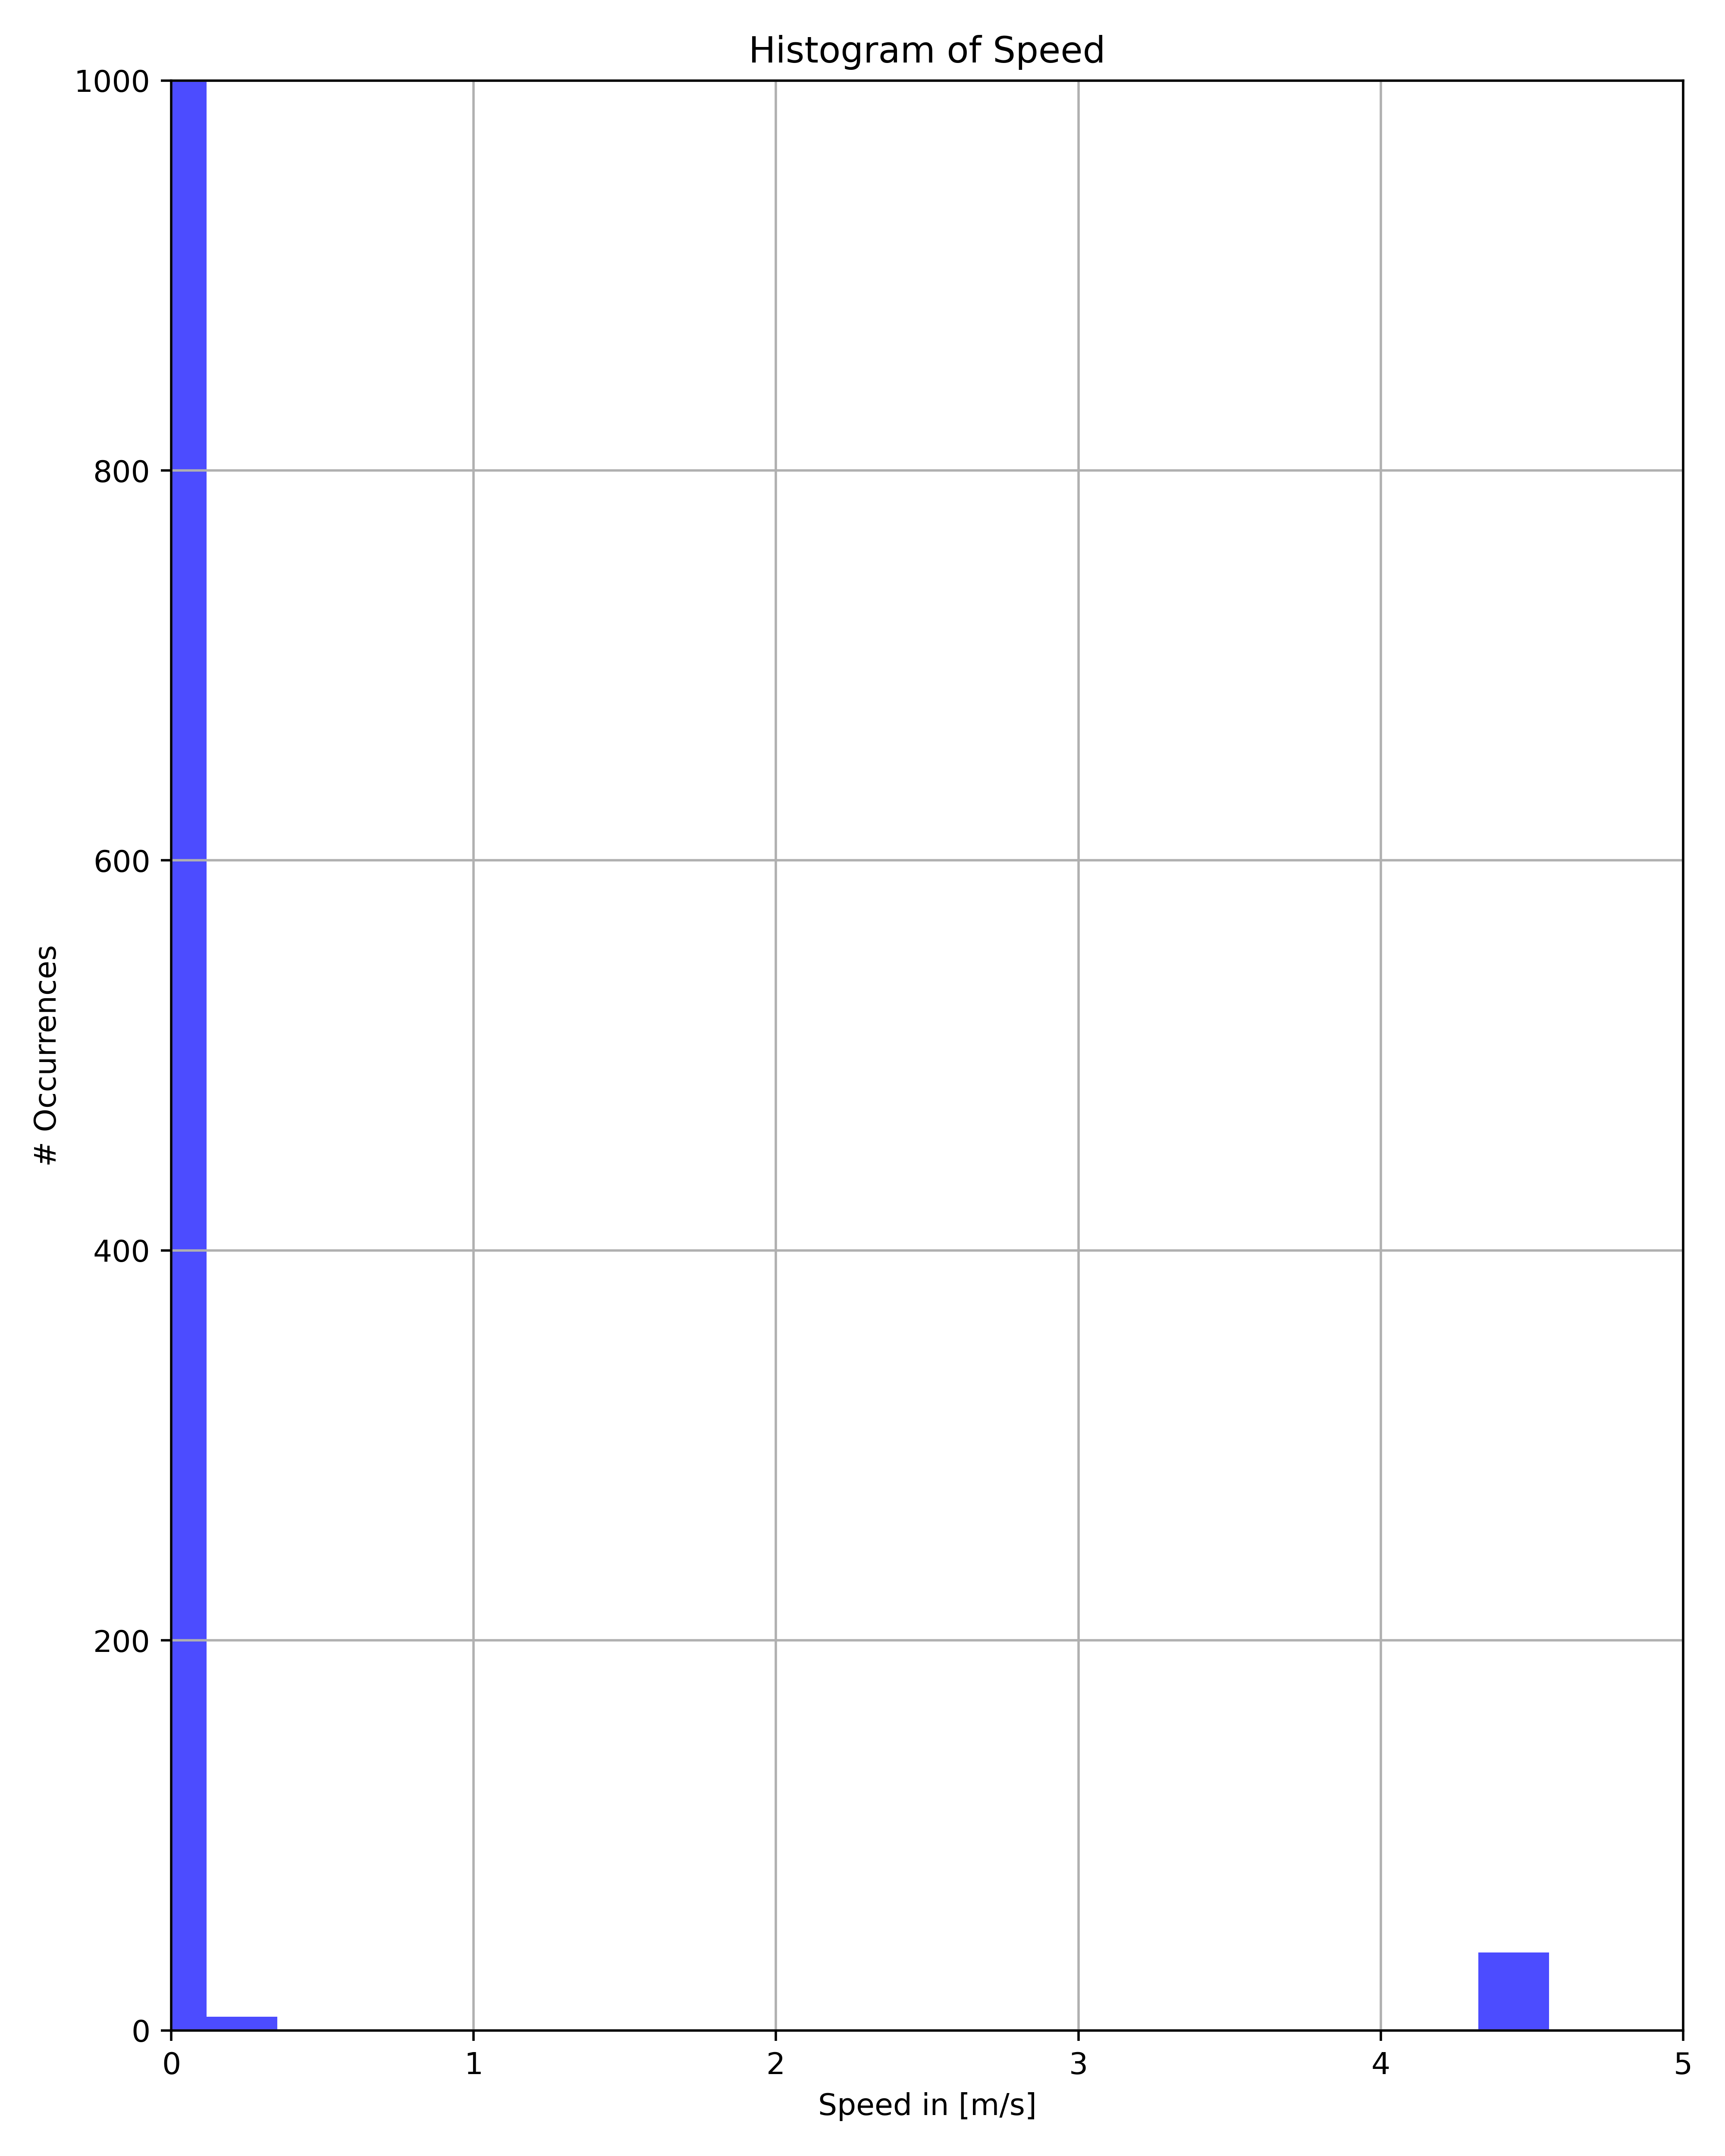 Histogram of Speed
1000
800
600
400
200
0
# Occurrences
0 1 2 3 4 5
Speed in [m/s]